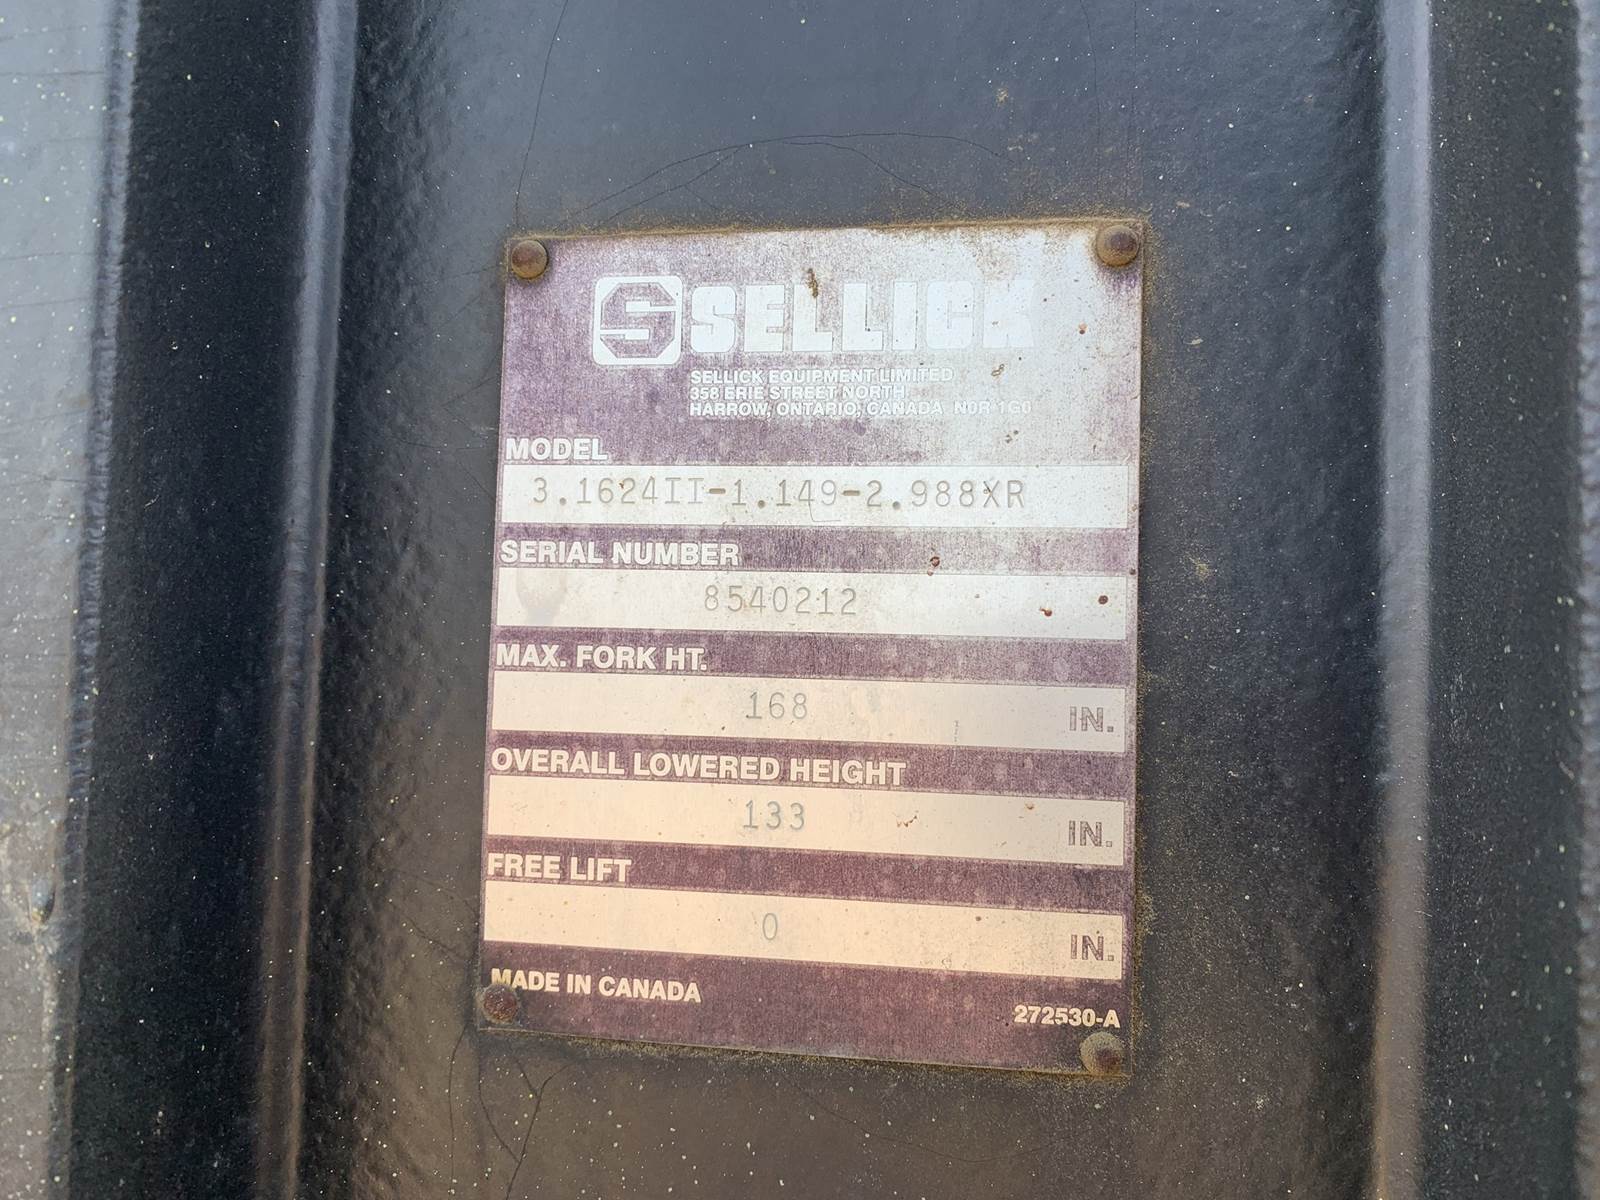 S SELLICK
SELLICK EQUIPMENT LIMITED
358 ERIE STREET NORTH
HARROW, ONTARIO, CANADA N0R 1G0
MODEL
3.1624II-1.149-2.988XR
SERIAL NUMBER
8540212
MAX. FORK HT.
168 IN.
OVERALL LOWERED HEIGHT
133 IN.
FREE LIFT
0 IN.
MADE IN CANADA
272530-A